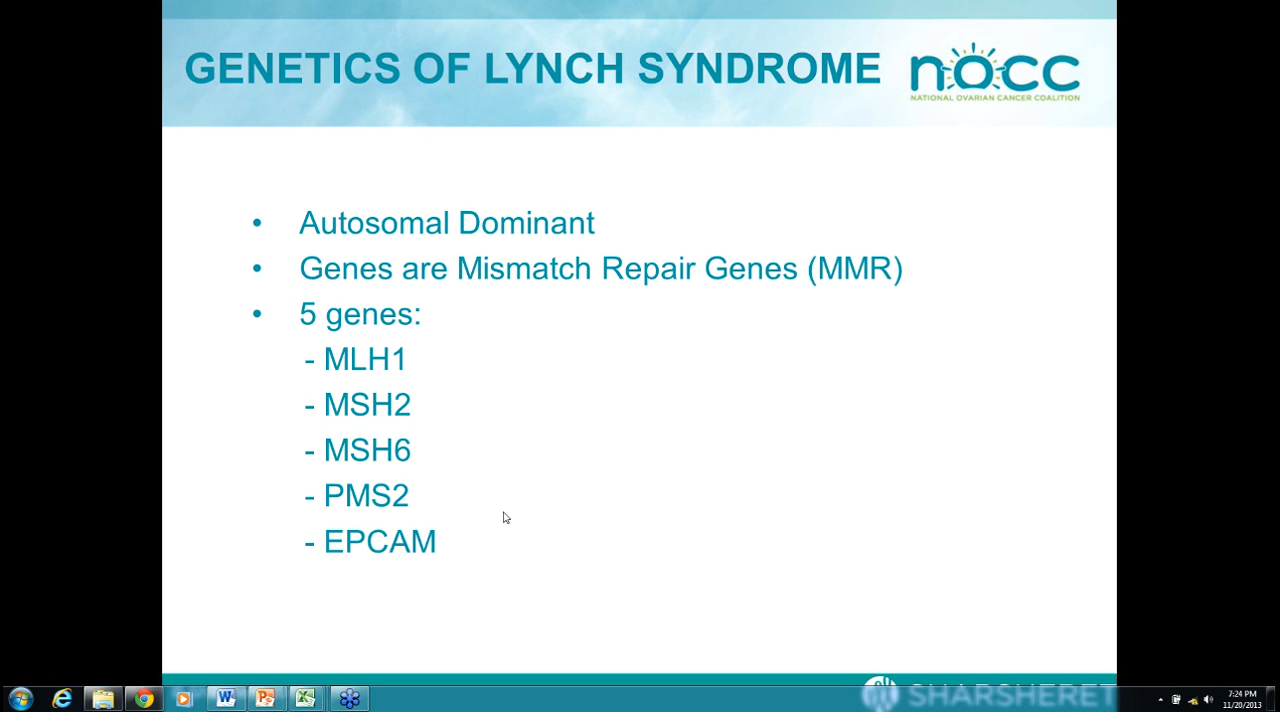 GENETICS OF LYNCH SYNDROME
nocc
NATIONAL OVARIAN CANCER COALITION
• Autosomal Dominant
• Genes are Mismatch Repair Genes (MMR)
• 5 genes:
- MLH1
- MSH2
- MSH6
- PMS2
- EPCAM
SHARSHERET
7:24 PM
11/20/2013